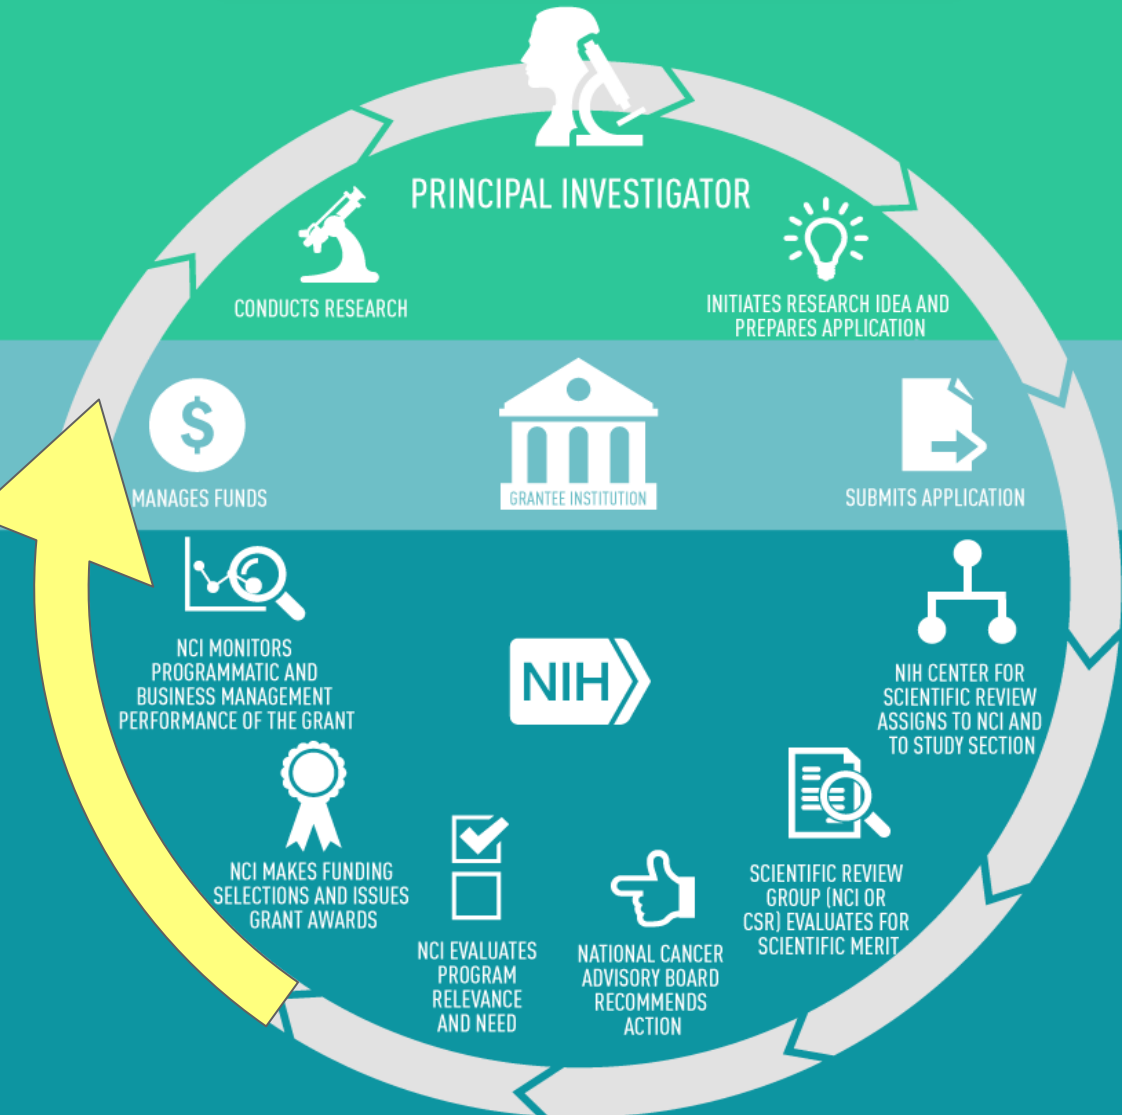 PRINCIPAL INVESTIGATOR
CONDUCTS RESEARCH
INITIATES RESEARCH IDEA AND
PREPARES APPLICATION
$
MANAGES FUNDS
GRANTEE INSTITUTION
SUBMITS APPLICATION
NCI MONITORS
PROGRAMMATIC AND
BUSINESS MANAGEMENT
PERFORMANCE OF THE GRANT
NIH
NIH CENTER FOR
SCIENTIFIC REVIEW
ASSIGNS TO NCI AND
TO STUDY SECTION
NCI MAKES FUNDING
SELECTIONS AND ISSUES
GRANT AWARDS
NCI EVALUATES
PROGRAM
RELEVANCE
AND NEED
NATIONAL CANCER
ADVISORY BOARD
RECOMMENDS
ACTION
SCIENTIFIC REVIEW
GROUP (NCI OR
CSR) EVALUATES FOR
SCIENTIFIC MERIT